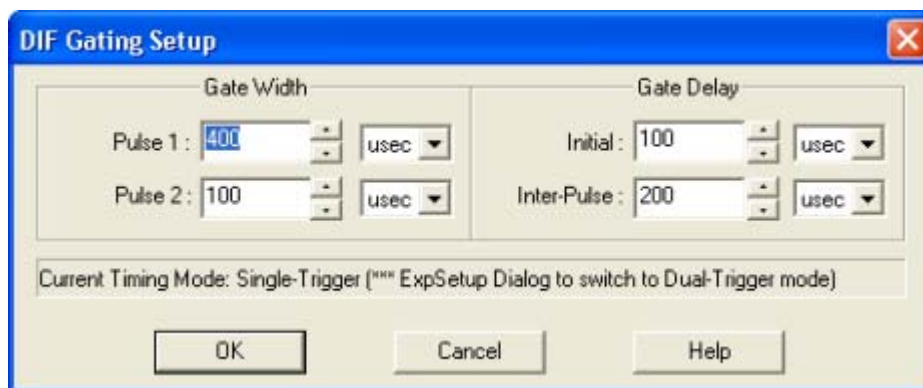 DIF Gating Setup
Gate Width
Pulse 1 : 400 usec
Pulse 2 : 100 usec
Gate Delay
Initial : 100 usec
Inter-Pulse : 200 usec
Current Timing Mode: Single-Trigger (*** ExpSetup Dialog to switch to Dual-Trigger mode)
OK Cancel Help